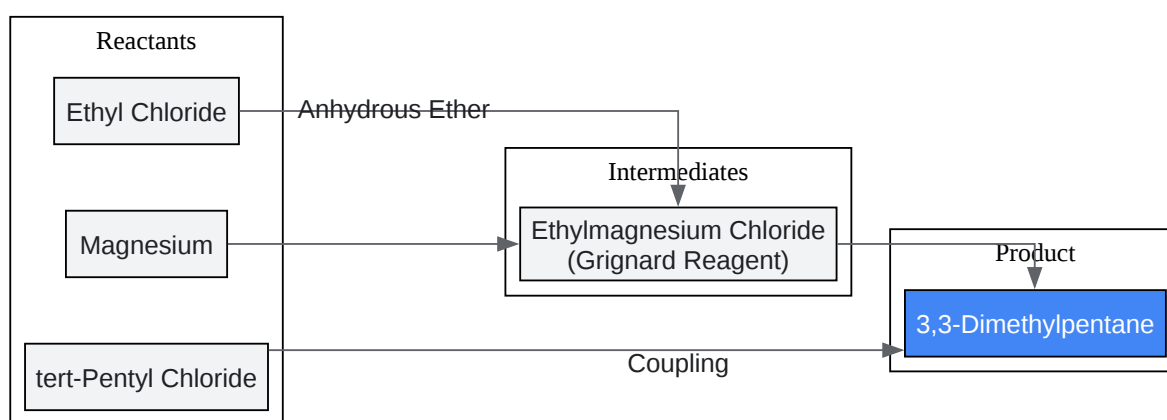 Reactants
Ethyl Chloride
Anhydrous Ether
Intermediates
Magnesium
Ethylmagnesium Chloride
(Grignard Reagent)
Product
3,3-Dimethylpentane
tert-Pentyl Chloride
Coupling